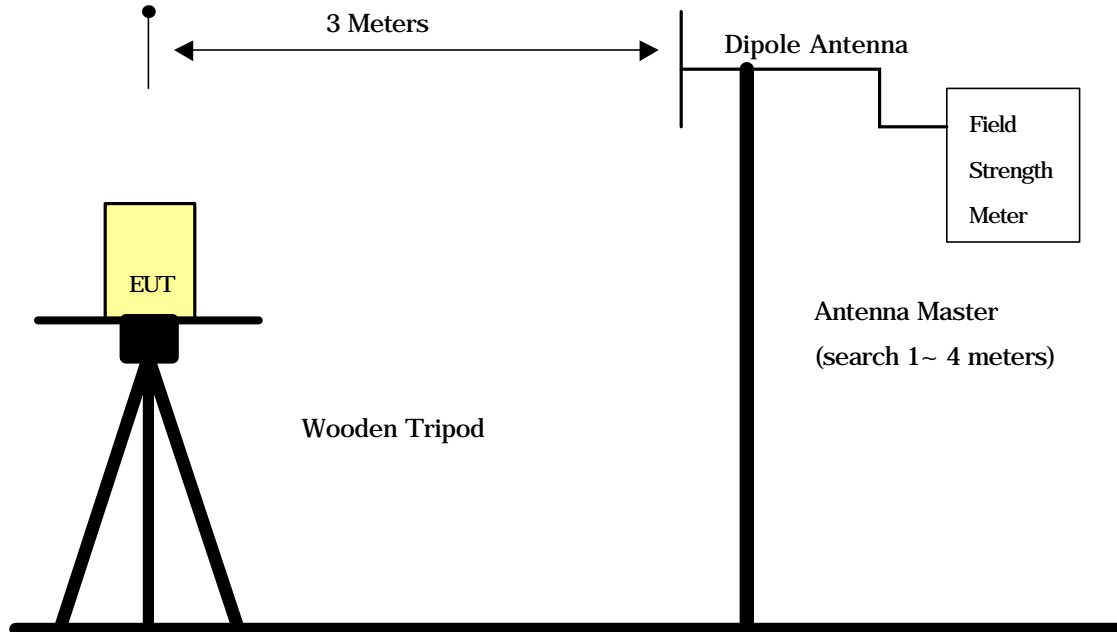 3 Meters
Dipole Antenna
Field
Strength
Meter
EUT
Antenna Master
(search 1~ 4 meters)
Wooden Tripod